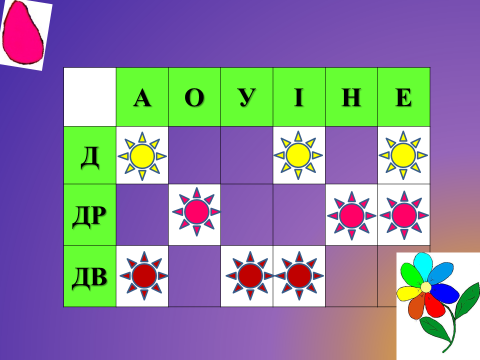 А О У І Н Е
Д
ДР
ДВ